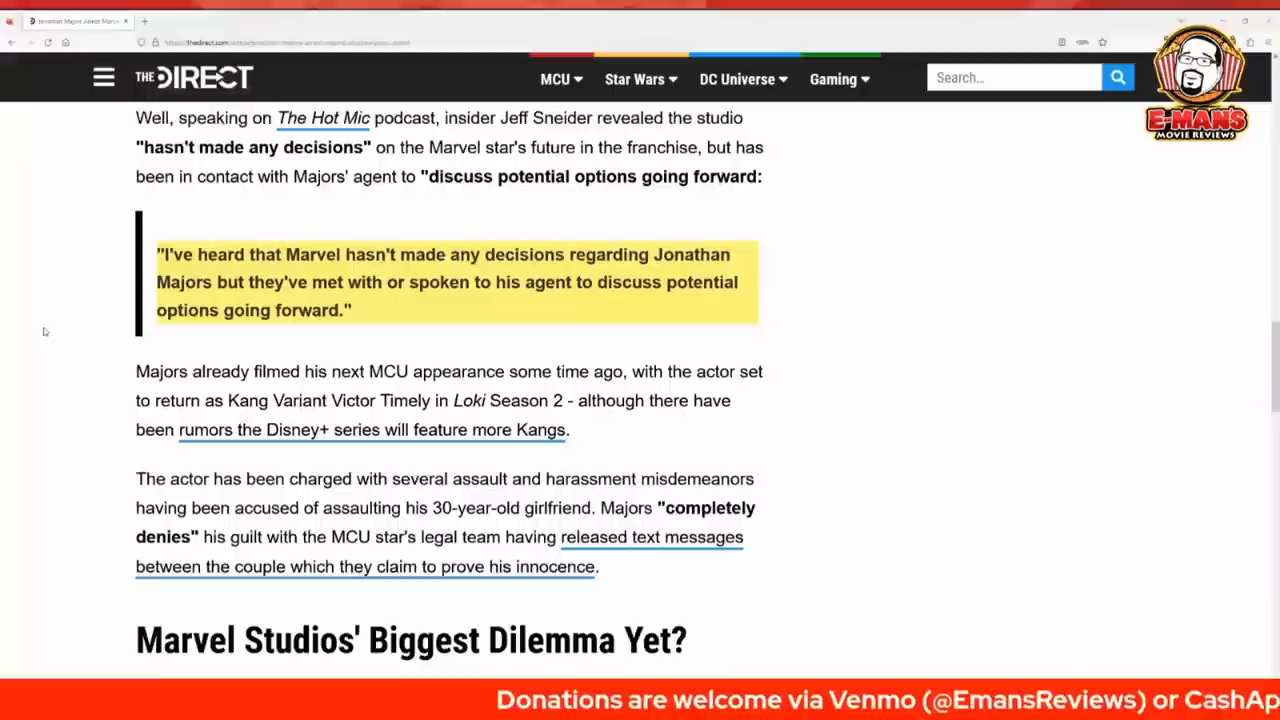 Jonathan Majors Arrest: Marvel
THE DIRECT
MCU
Star Wars
DC Universe
Gaming
Search...
E-MAN'S
MOVIE REVIEWS
Well, speaking on The Hot Mic podcast, insider Jeff Sneider revealed the studio
"hasn't made any decisions" on the Marvel star's future in the franchise, but has
been in contact with Majors' agent to "discuss potential options going forward:
"I've heard that Marvel hasn't made any decisions regarding Jonathan
Majors but they've met with or spoken to his agent to discuss potential
options going forward."
Majors already filmed his next MCU appearance some time ago, with the actor set
to return as Kang Variant Victor Timely in Loki Season 2 - although there have
been rumors the Disney+ series will feature more Kangs.
The actor has been charged with several assault and harassment misdemeanors
having been accused of assaulting his 30-year-old girlfriend. Majors "completely
denies" his guilt with the MCU star's legal team having released text messages
between the couple which they claim to prove his innocence.
Marvel Studios' Biggest Dilemma Yet?
Donations are welcome via Venmo (@EmansReviews) or CashAp